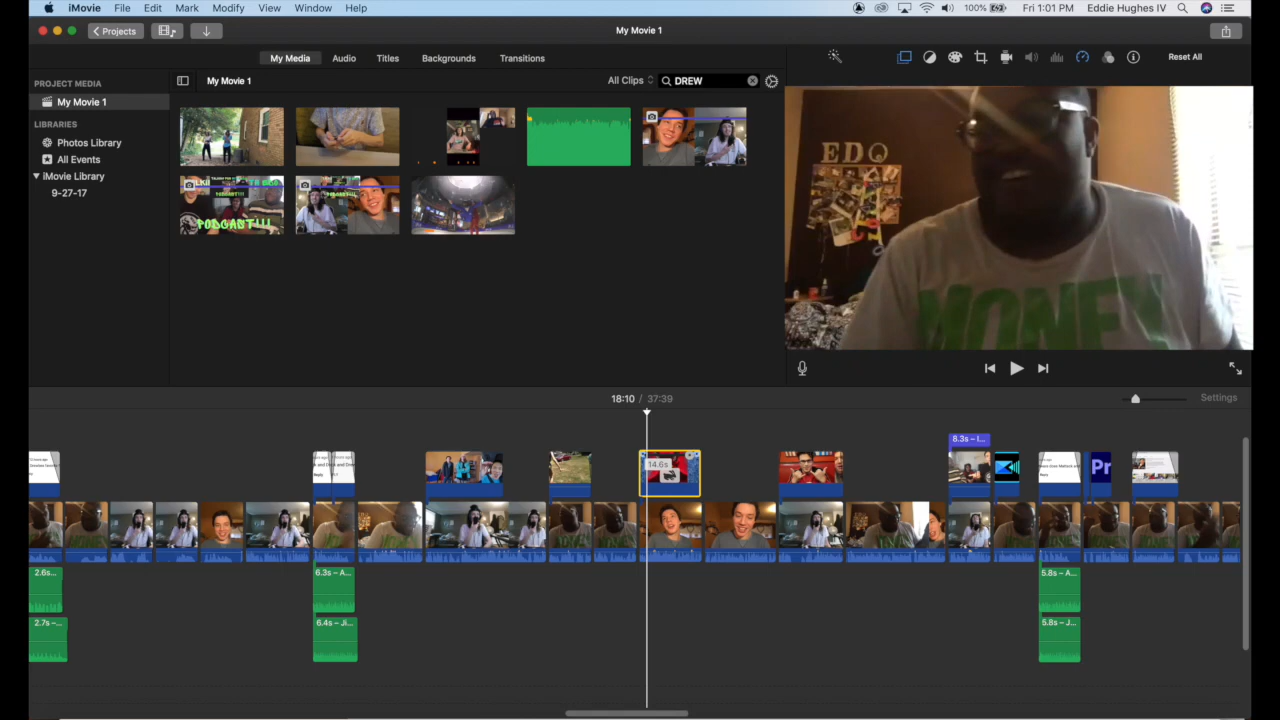 iMovie File Edit Mark Modify View Window Help 100% Fri 1:01 PM Eddie Hughes IV
Projects My Movie 1
My Media Audio Titles Backgrounds Transitions Reset All
PROJECT MEDIA
My Movie 1
LIBRARIES
Photos Library
All Events
iMovie Library
9-27-17
My Movie 1 All Clips DREW
PODCAST!!!
PODCAST!!!
EDO
MONEY
18:10 / 37:39 Settings
8.3s – I...
14.6s
Pr
2.6s... 6.3s – A... 5.8s – A...
2.7s – 6.4s – Ji... 5.8s – J...